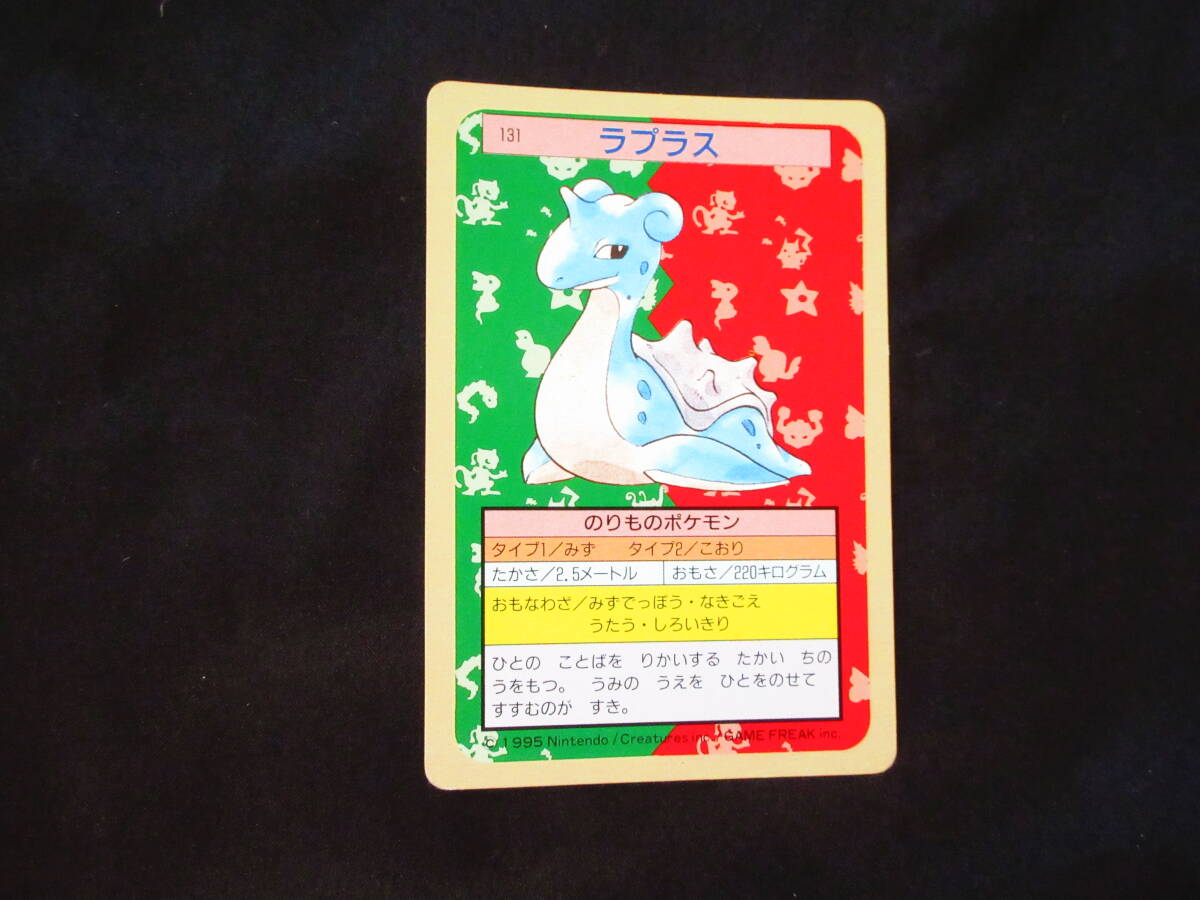 131 ラプラス
のりものポケモン
タイプ1／みず　タイプ2／こおり
たかさ／2.5メートル　おもさ／220キログラム
おもなわざ／みずでっぽう・なきごえ
うたう・しろいきり
ひとの　ことばを　りかいする　たかい　ちの
うをもつ。　うみの　うえを　ひとをのせて
すすむのが　すき。
©1995 Nintendo/Creatures inc./GAME FREAK inc.